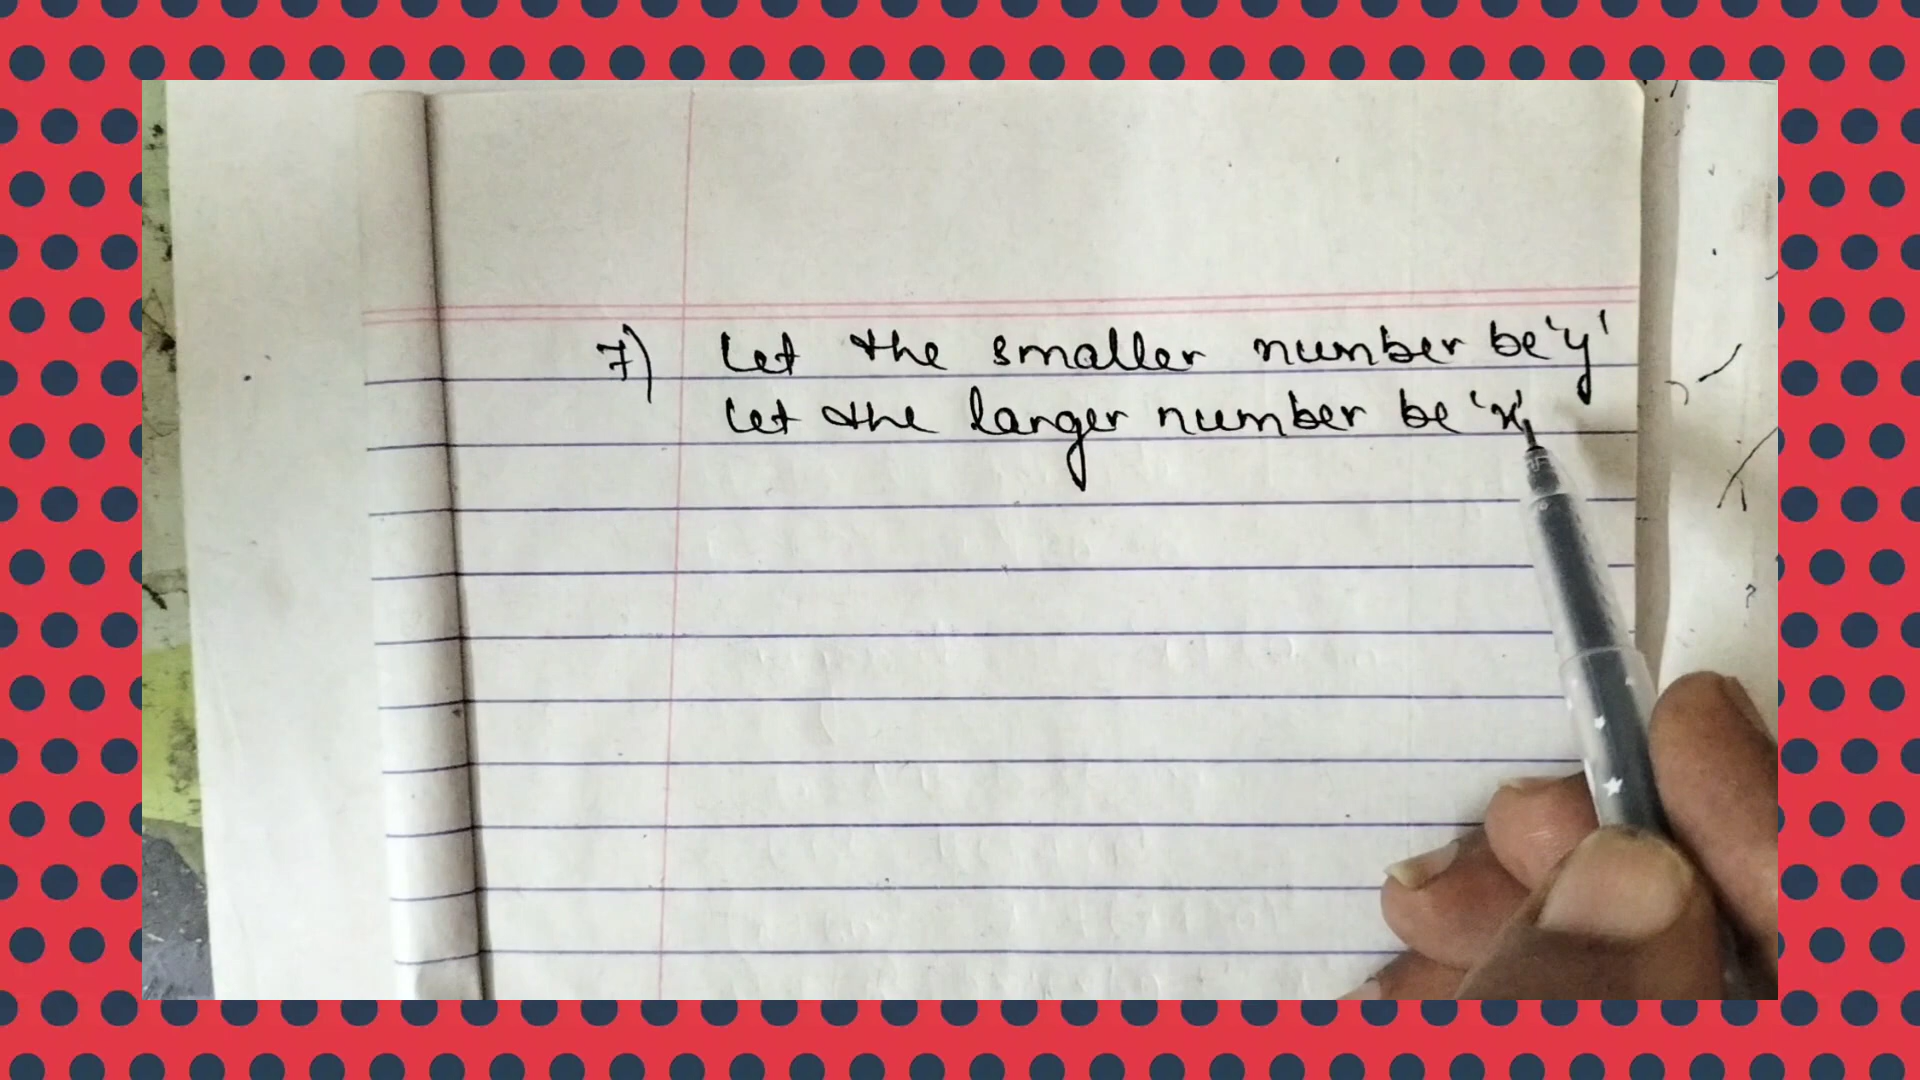 7) Let the smaller number be 'y'
Let the larger number be 'x'